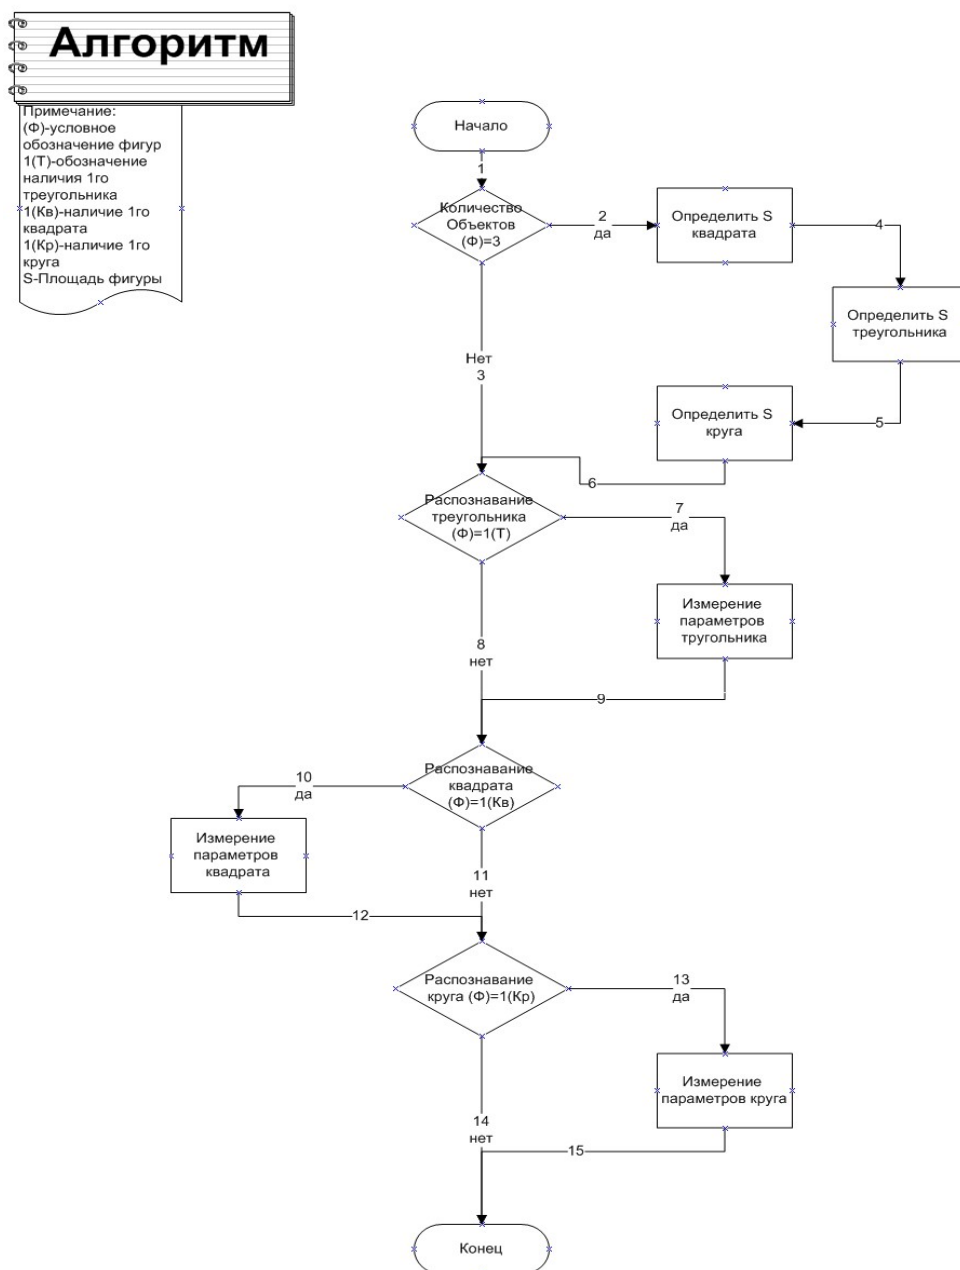 Алгоритм
Примечание:
(Ф)-условное
обозначение фигур
1(Т)-обозначение
наличия 1го
треугольника
1(Кв)-наличие 1го
квадрата
1(Кр)-наличие 1го
круга
S-Площадь фигуры
Начало
1
Количество
Объектов
(Ф)=3
2
да
Определить S
квадрата
4
Определить S
треугольника
Нет
3
5
Определить S
круга
6
Распознавание
треугольника
(Ф)=1(Т)
7
да
Измерение
параметров
тругольника
8
нет
9
Распознавание
квадрата
(Ф)=1(Кв)
10
да
Измерение
параметров
квадрата
11
нет
12
Распознавание
круга (Ф)=1(Кр)
13
да
Измерение
параметров круга
14
нет
15
Конец